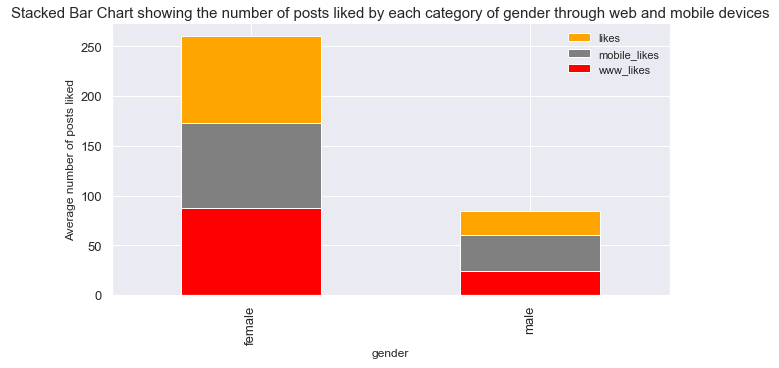 Stacked Bar Chart showing the number of posts liked by each category of gender through web and mobile devices
likes
mobile_likes
www_likes
Average number of posts liked
250
200
150
100
50
0
female
male
gender